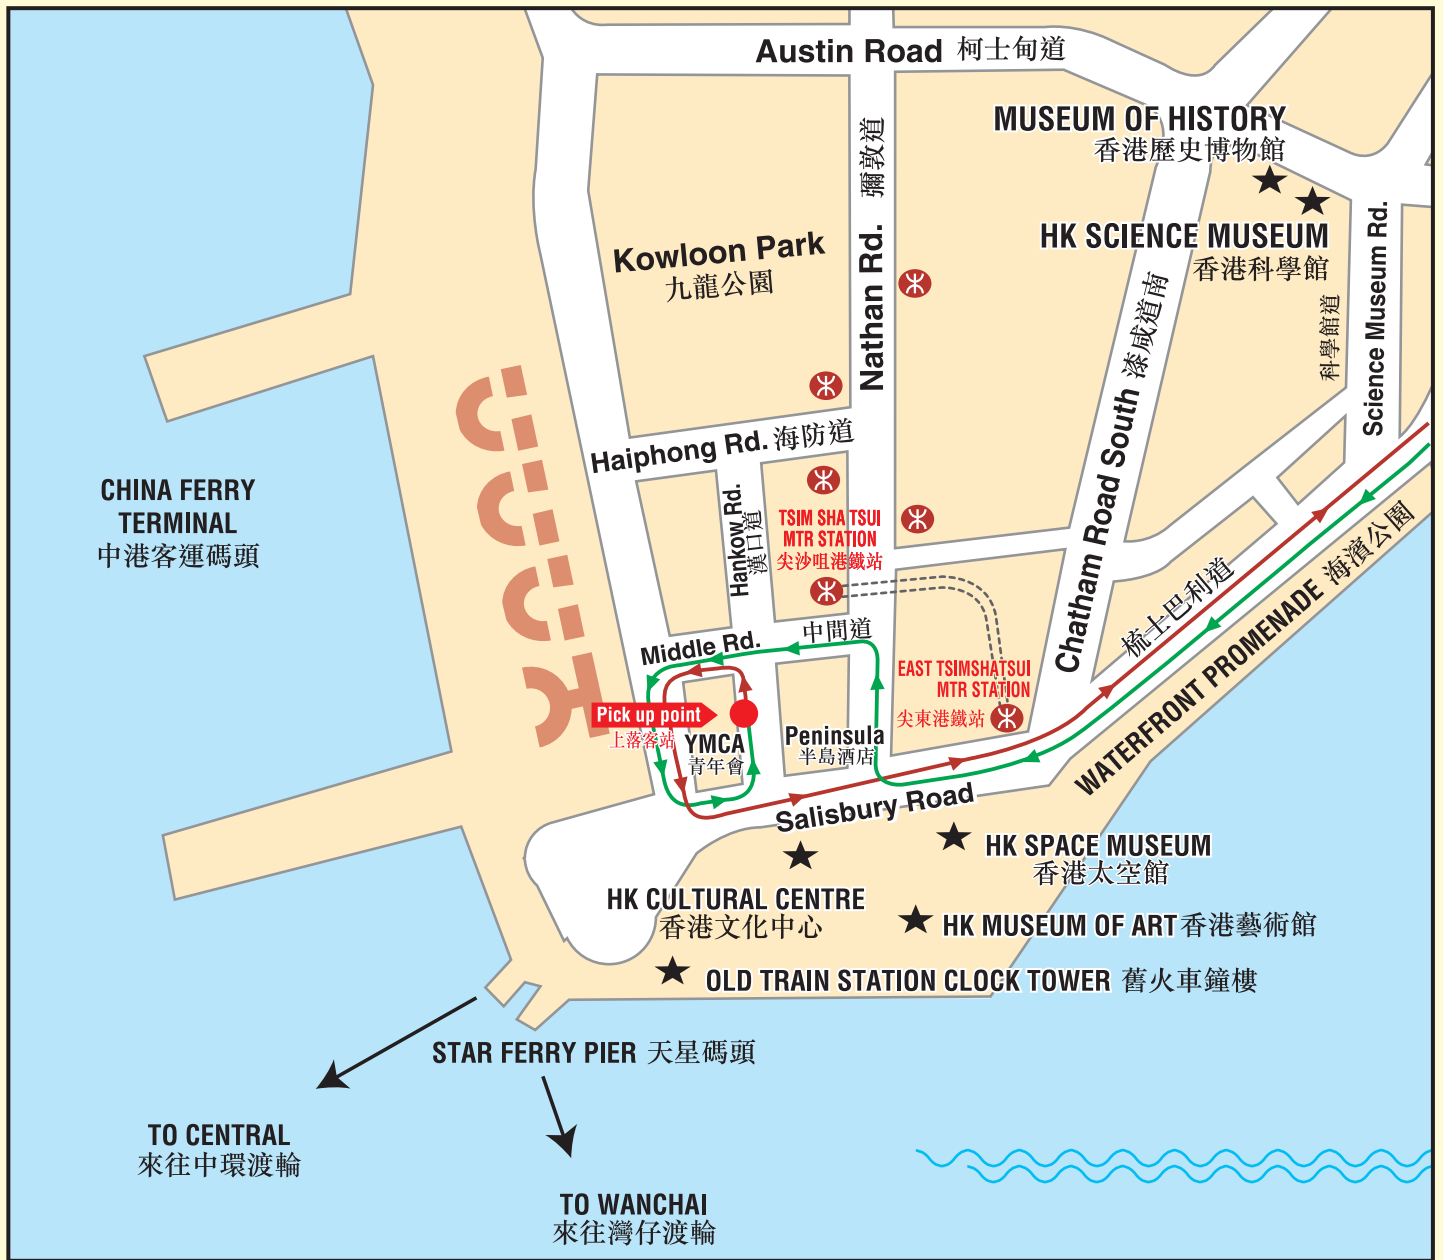 Austin Road 柯士甸道
MUSEUM OF HISTORY
香港歷史博物館
彌敦道
Nathan Rd.
HK SCIENCE MUSEUM
香港科學館
Science Museum Rd.
科學館道
Kowloon Park
九龍公園
Chatham Road South 漆咸道南
Haiphong Rd. 海防道
Hankow Rd.
漢口道
TSIM SHA TSUI
MTR STATION
尖沙咀港鐵站
CHINA FERRY
TERMINAL
中港客運碼頭
Middle Rd. 中間道
梳士巴利道
WATERFRONT PROMENADE 海濱公園
EAST TSIMSHATSUI
MTR STATION
尖東港鐵站
Pick up point
上落客站
YMCA
青年會
Peninsula
半島酒店
Salisbury Road
HK SPACE MUSEUM
香港太空館
HK CULTURAL CENTRE
香港文化中心
HK MUSEUM OF ART 香港藝術館
OLD TRAIN STATION CLOCK TOWER 舊火車鐘樓
STAR FERRY PIER 天星碼頭
TO CENTRAL
來往中環渡輪
TO WANCHAI
來往灣仔渡輪